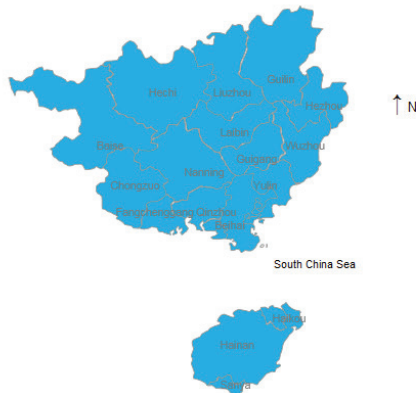 Guilin
Hechi
Liuzhou
Hezhou
↑ N
Laibin
Wuzhou
Baise
Guigang
Nanning
Chongzuo
Yulin
Fangchenggang
Qinzhou
Beihai
South China Sea
Haikou
Hainan
Sanya